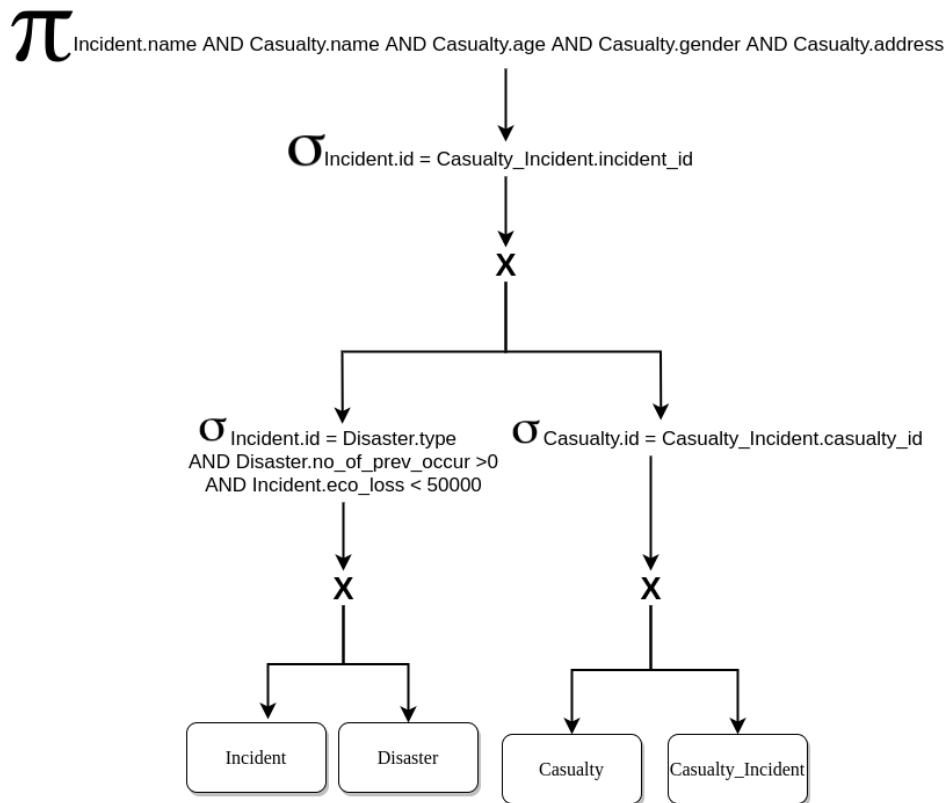 π Incident.name AND Casualty.name AND Casualty.age AND Casualty.gender AND Casualty.address
σ Incident.id = Casualty_Incident.incident_id
X
σ Incident.id = Disaster.type
AND Disaster.no_of_prev_occur >0
AND Incident.eco_loss < 50000
σ Casualty.id = Casualty_Incident.casualty_id
X
X
Incident
Disaster
Casualty
Casualty_Incident